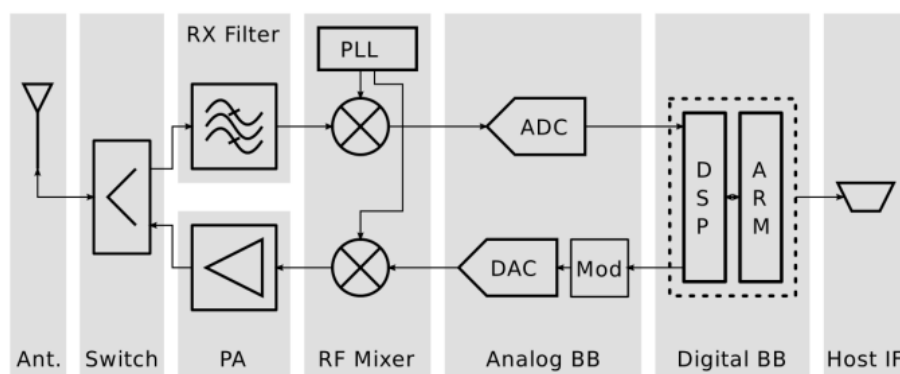 RX Filter
PLL
ADC
D
S
P
A
R
M
DAC
Mod
Ant.
Switch
PA
RF Mixer
Analog BB
Digital BB
Host IF